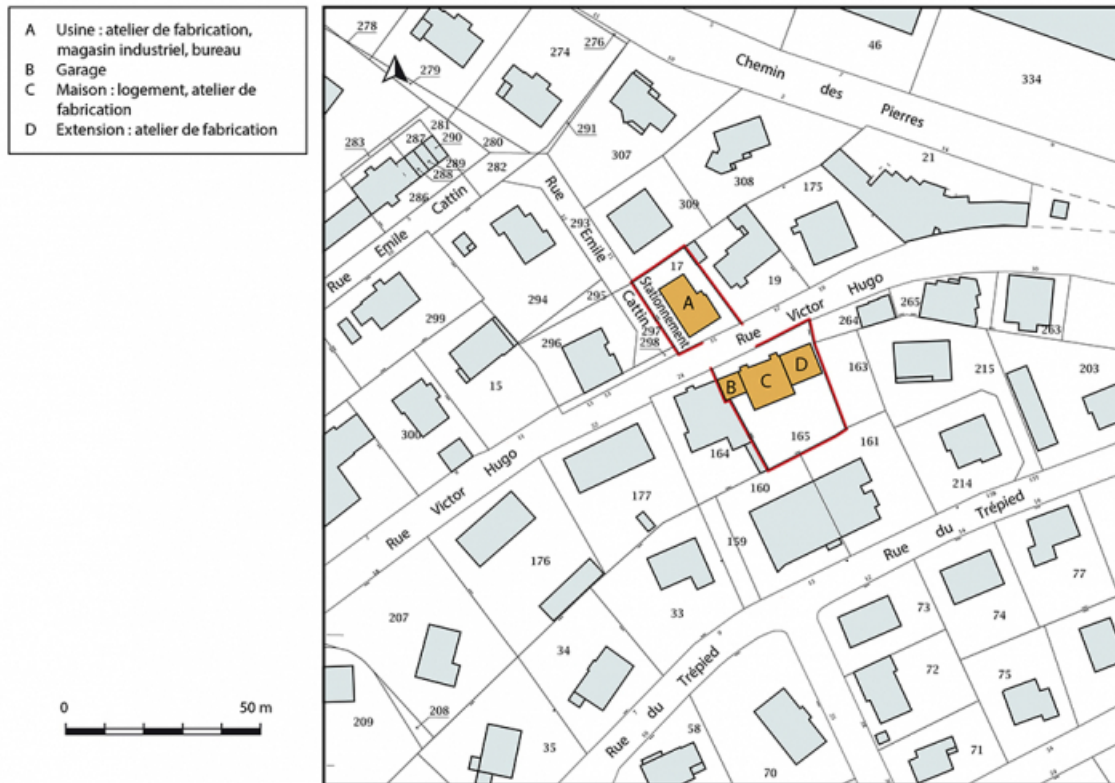 A Usine : atelier de fabrication,
magasin industriel, bureau
B Garage
C Maison : logement, atelier de
fabrication
D Extension : atelier de fabrication
0 50 m
278
276
274
279
46
334
Chemin
des
Pierres
281
290
287
283
280
291
289
288
286
282
307
308
21
175
Rue
Emile
Cattin
293
309
Rue
Emile
Cattin
17
Stationnement
A
19
294
295
299
297
298
296
Rue
Victor
Hugo
264
265
263
15
B
C
D
163
215
203
300
165
161
164
Rue
Victor
Hugo
177
160
214
159
176
Rue
du
Trépied
33
77
74
73
207
34
72
75
208
209
35
58
70
71
Rue
du
Trépied